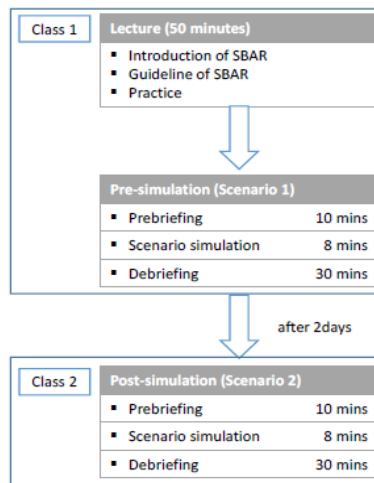 Class 1
Lecture (50 minutes)
▪ Introduction of SBAR
▪ Guideline of SBAR
▪ Practice
Pre-simulation (Scenario 1)
▪ Prebriefing 10 mins
▪ Scenario simulation 8 mins
▪ Debriefing 30 mins
after 2days
Class 2
Post-simulation (Scenario 2)
▪ Prebriefing 10 mins
▪ Scenario simulation 8 mins
▪ Debriefing 30 mins